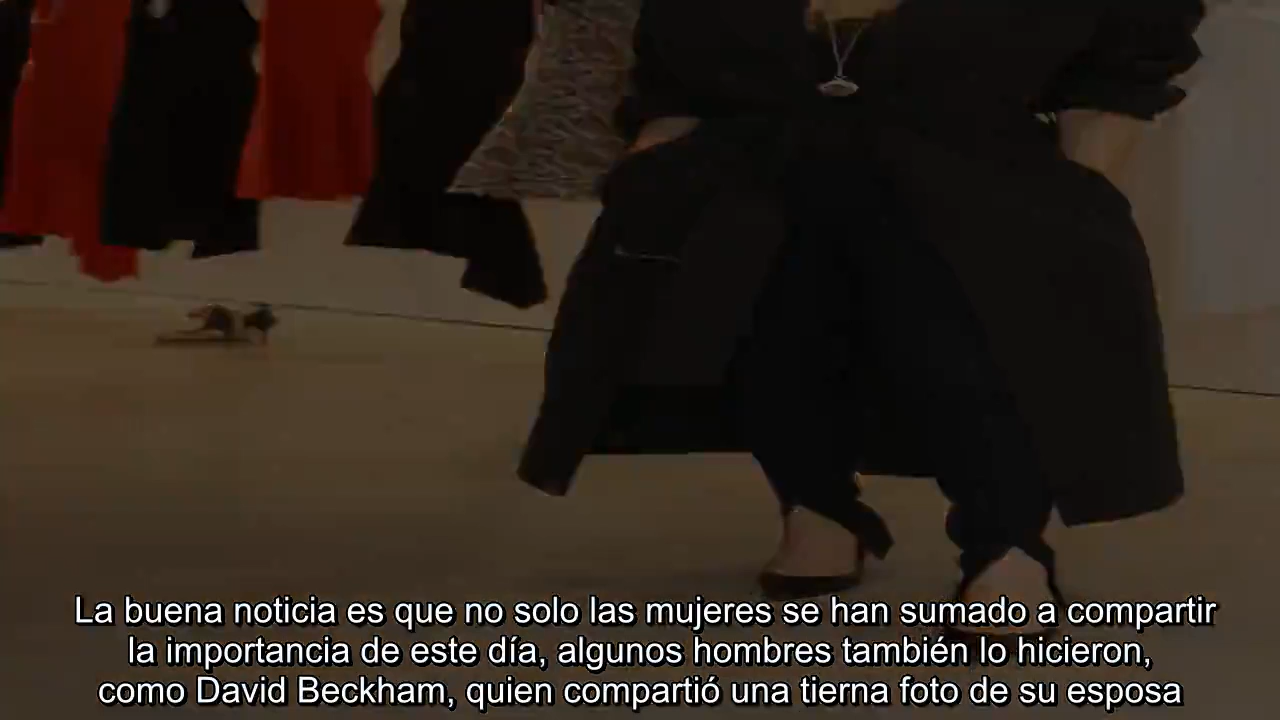 La buena noticia es que no solo las mujeres se han sumado a compartir
la importancia de este día, algunos hombres también lo hicieron,
como David Beckham, quien compartió una tierna foto de su esposa